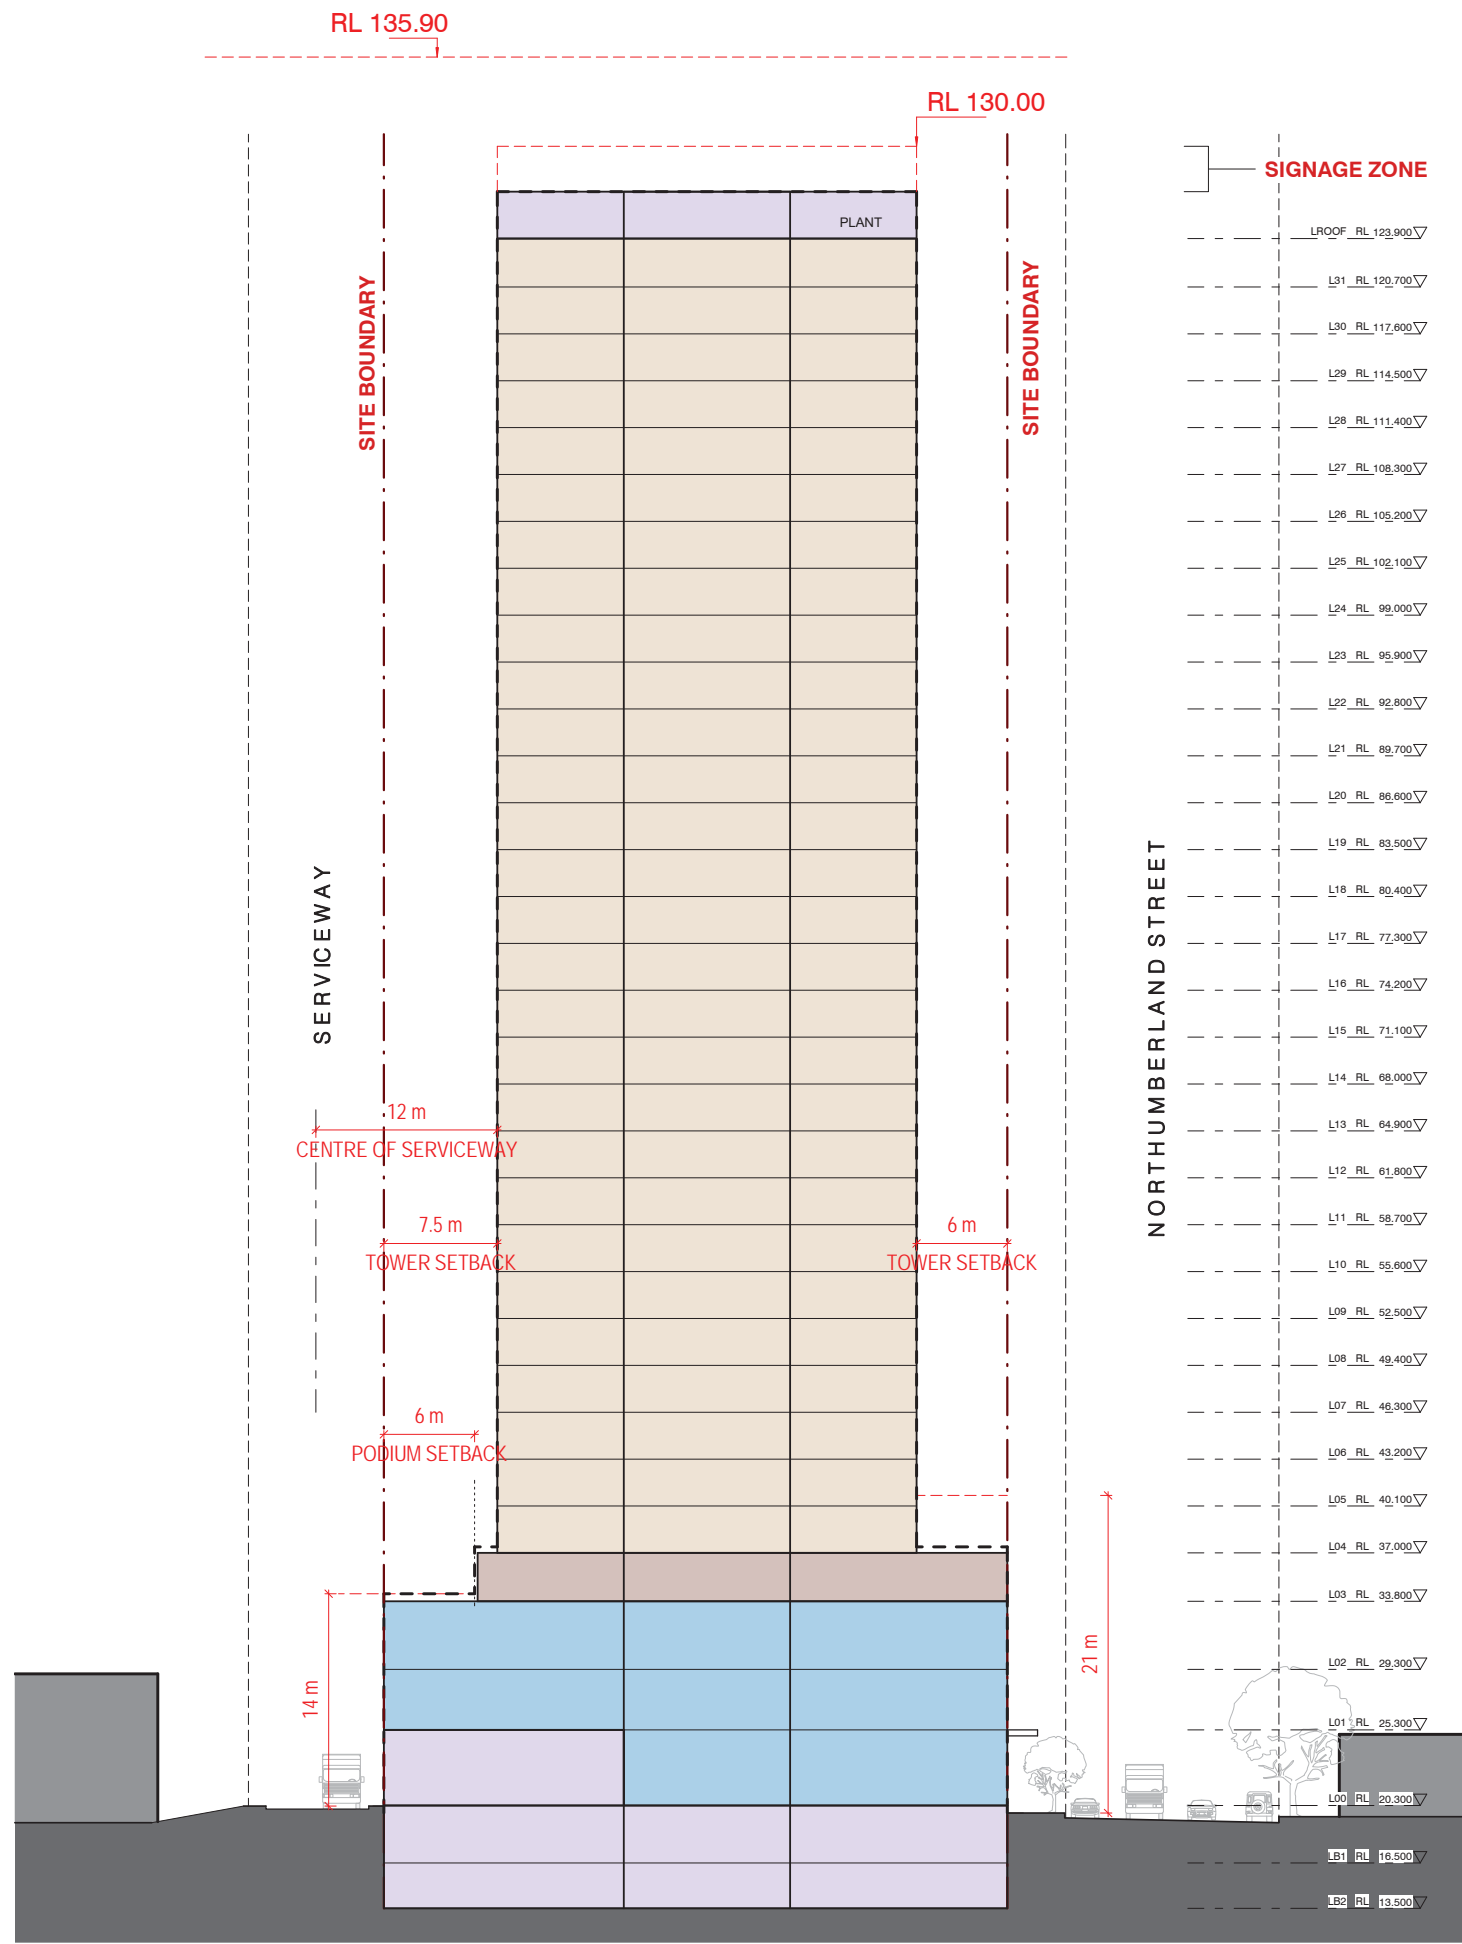 RL 135.90
RL 130.00
SIGNAGE ZONE
PLANT
LROOF RL 123.900
SITE BOUNDARY
SITE BOUNDARY
L31 RL 120.700
L30 RL 117.600
L29 RL 114.500
L28 RL 111.400
L27 RL 108.300
L26 RL 105.200
L25 RL 102.100
L24 RL 99.000
L23 RL 95.900
L22 RL 92.800
L21 RL 89.700
L20 RL 86.600
L19 RL 83.500
L18 RL 80.400
L17 RL 77.300
L16 RL 74.200
L15 RL 71.100
L14 RL 68.000
L13 RL 64.900
L12 RL 61.800
L11 RL 58.700
L10 RL 55.600
L09 RL 52.500
L08 RL 49.400
L07 RL 46.300
L06 RL 43.200
L05 RL 40.100
L04 RL 37.000
L03 RL 33.800
L02 RL 29.300
L01 RL 25.300
L00 RL 20.300
LB1 RL 16.500
LB2 RL 13.500
SERVICEWAY
NORTHUMBERLAND STREET
12 m
CENTRE OF SERVICEWAY
7.5 m
TOWER SETBACK
6 m
TOWER SETBACK
6 m
PODIUM SETBACK
14 m
21 m